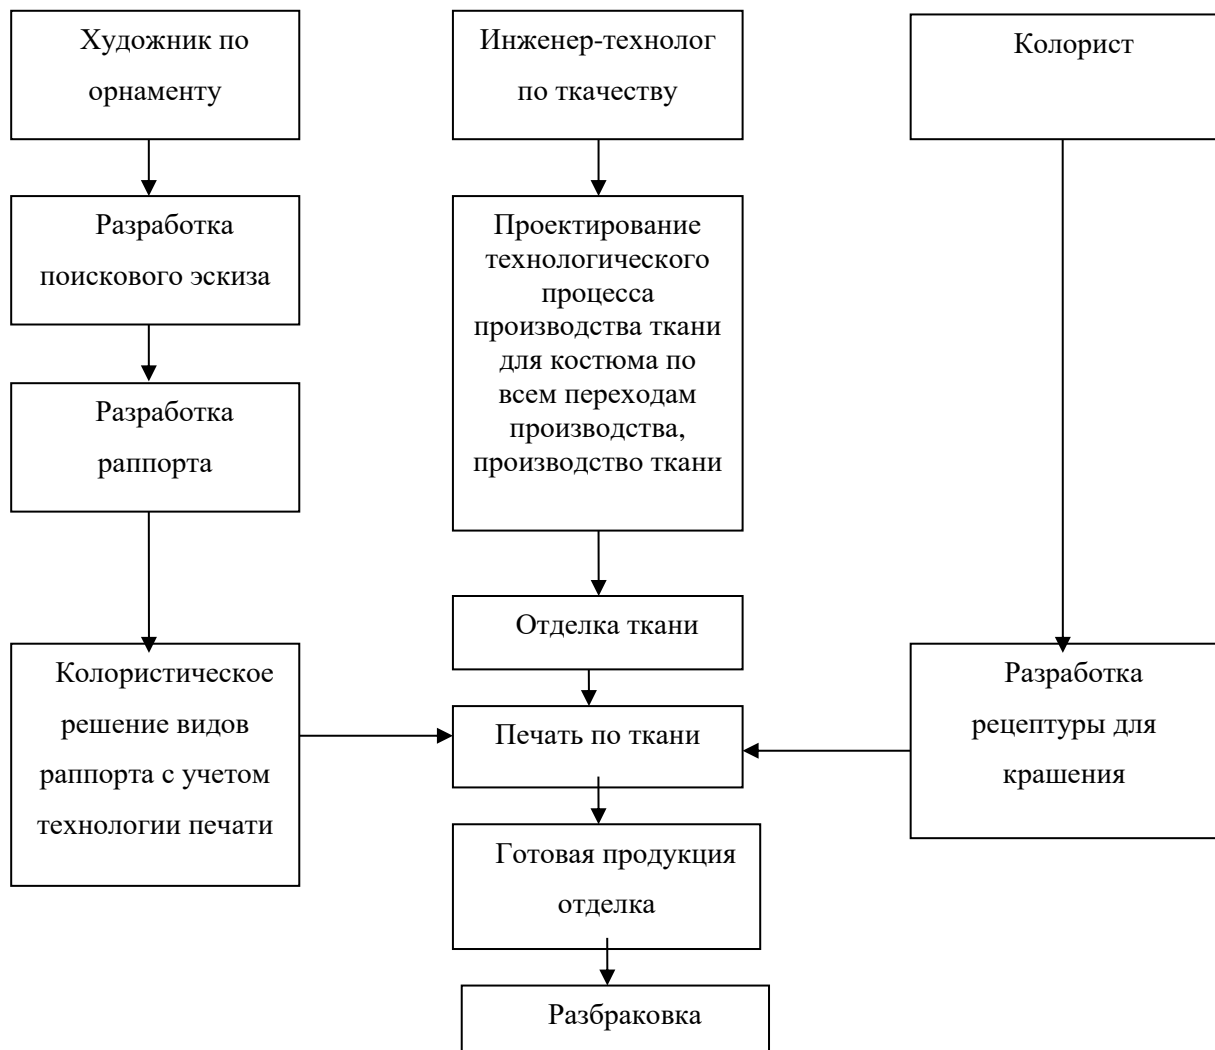 Художник по
орнаменту
Инженер-технолог
по ткачеству
Колорист
Разработка
поискового эскиза
Проектирование
технологического
процесса
производства ткани
для костюма по
всем переходам
производства,
производство ткани
Разработка
раппорта
Отделка ткани
Колористическое
решение видов
раппорта с учетом
технологии печати
Печать по ткани
Разработка
рецептуры для
крашения
Готовая продукция
отделка
Разбраковка